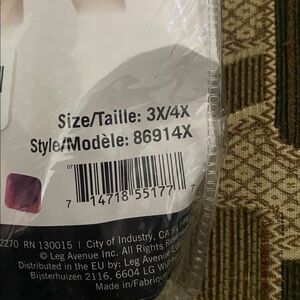 Size/Taille: 3X/4X
Style/Modèle: 86914X
7 14718 55177 7
2270 RN 130015 | City of Industry, CA
© Leg Avenue Inc. All Rights
Distributed in the EU by: Leg Avenue
Bijsterhuizen 2116, 6604 LG
Made in/Fabriqué